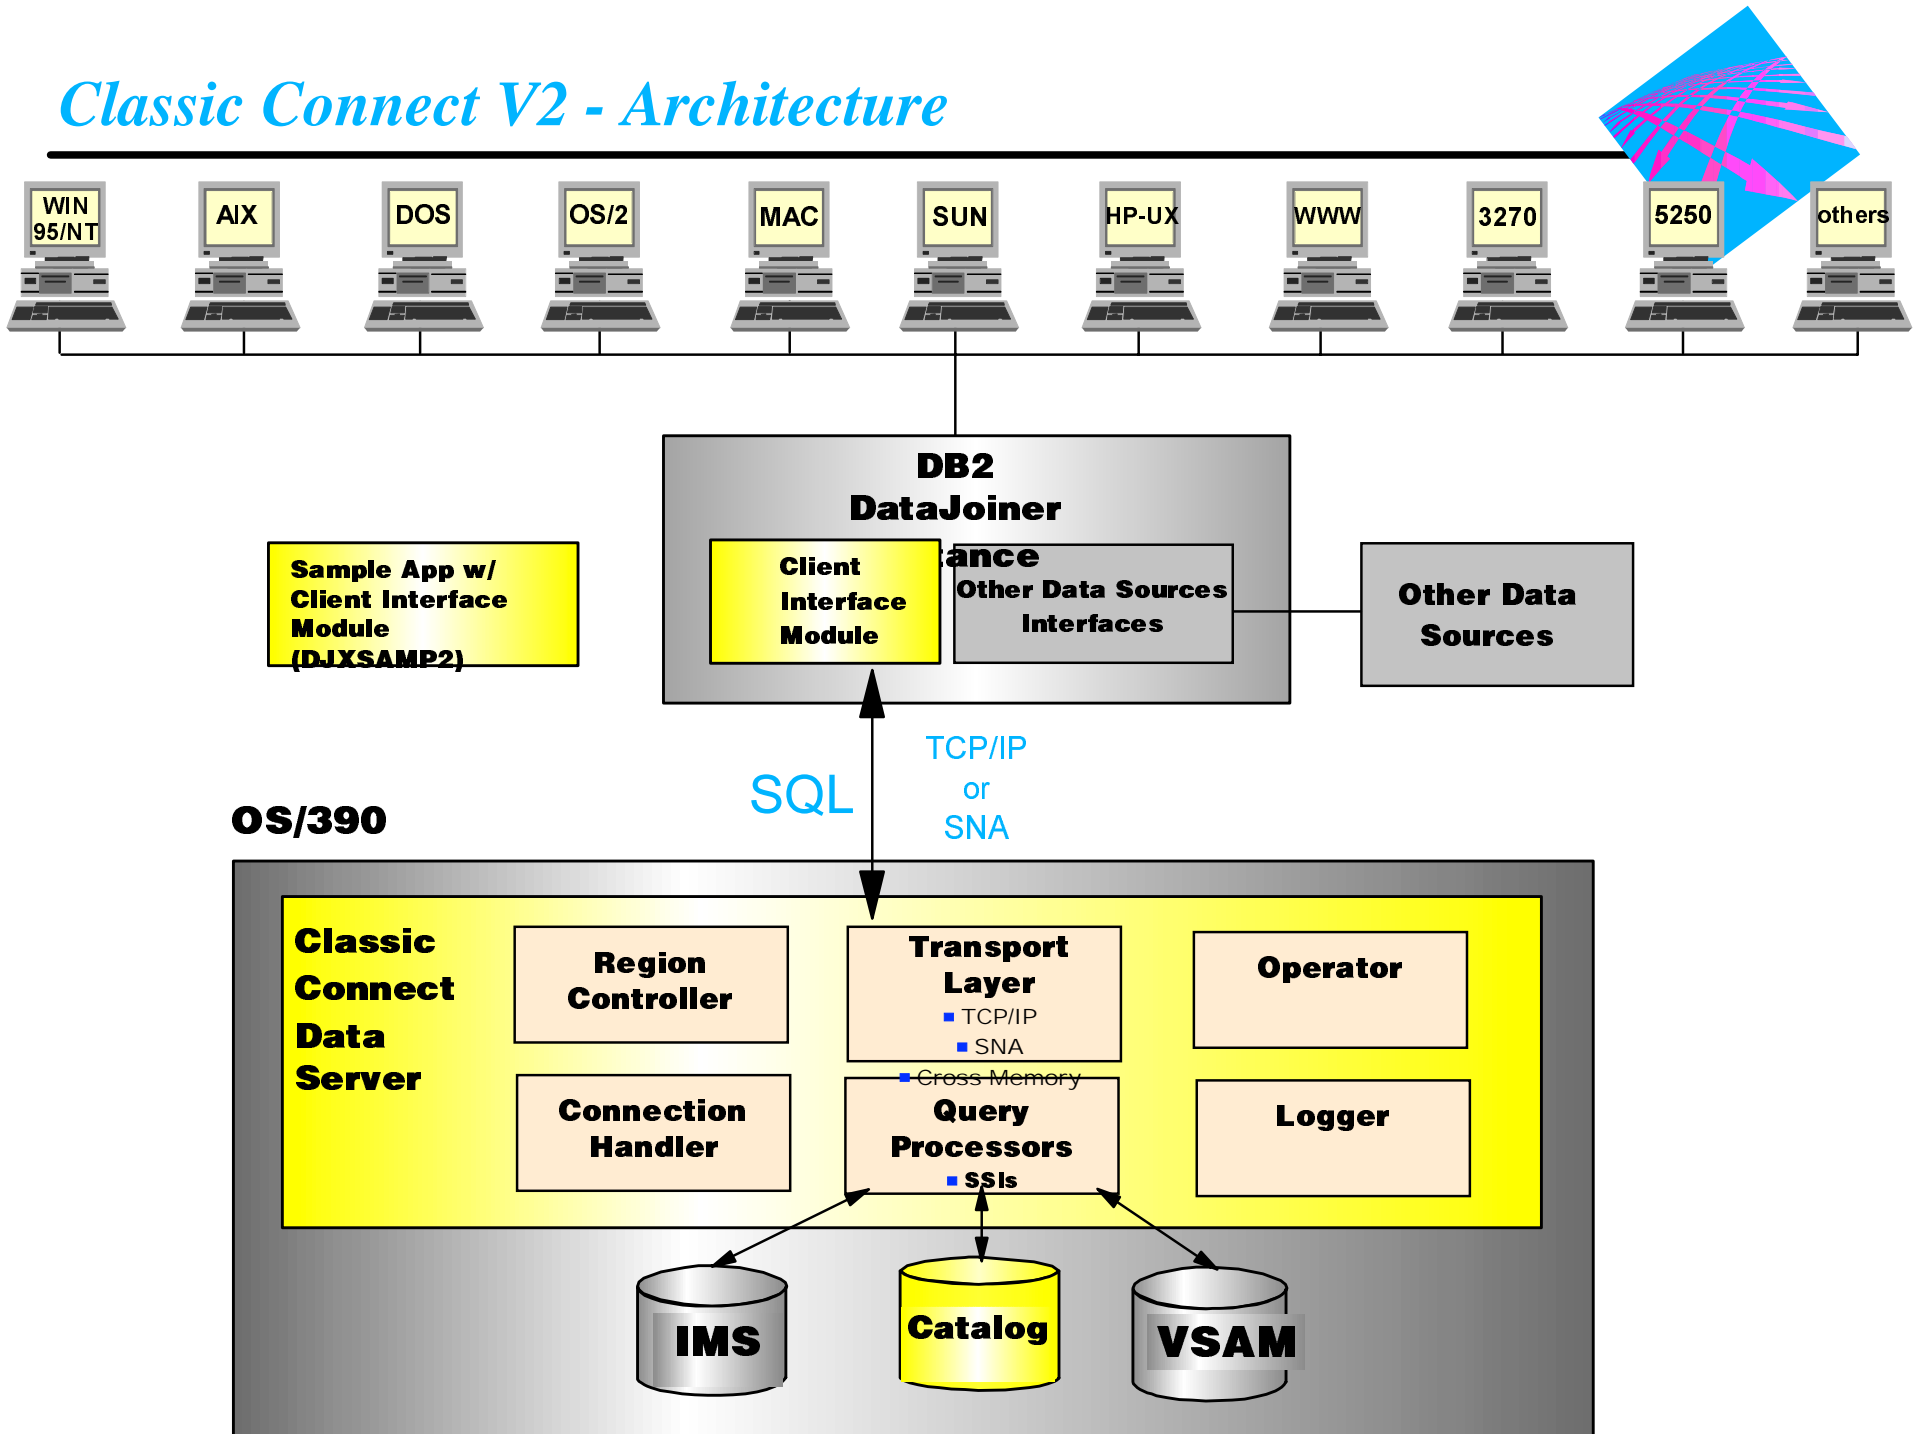 Classic Connect V2 - Architecture
WIN
95/NT
AIX
DOS
OS/2
MAC
SUN
HP-UX
WWW
3270
5250
others
DB2
DataJoiner
tance
Client
Interface
Module
Other Data Sources
Interfaces
Other Data
Sources
Sample App w/
Client Interface
Module
(DJXSAMP2)
SQL
TCP/IP
or
SNA
OS/390
Classic
Connect
Data
Server
Region
Controller
Transport
Layer
TCP/IP
SNA
Cross Memory
Operator
Connection
Handler
Query
Processors
SSIs
Logger
IMS
Catalog
VSAM